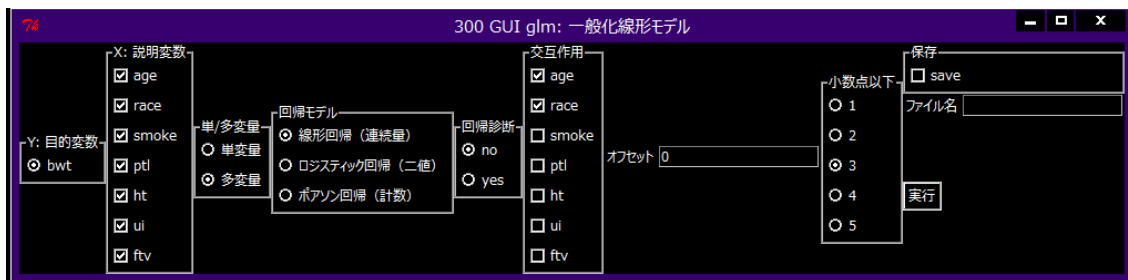 300 GUI glm: 一般化線形モデル
Y: 目的変数
bwt
X: 説明変数
age
race
smoke
ptl
ht
ui
ftv
単/多変量
単変量
多変量
回帰モデル
線形回帰（連続量）
ロジスティック回帰（二値）
ポアソン回帰（計数）
回帰診断
no
yes
交互作用
age
race
smoke
ptl
ht
ui
ftv
オフセット 0
小数点以下
1
2
3
4
5
保存
save
ファイル名
実行